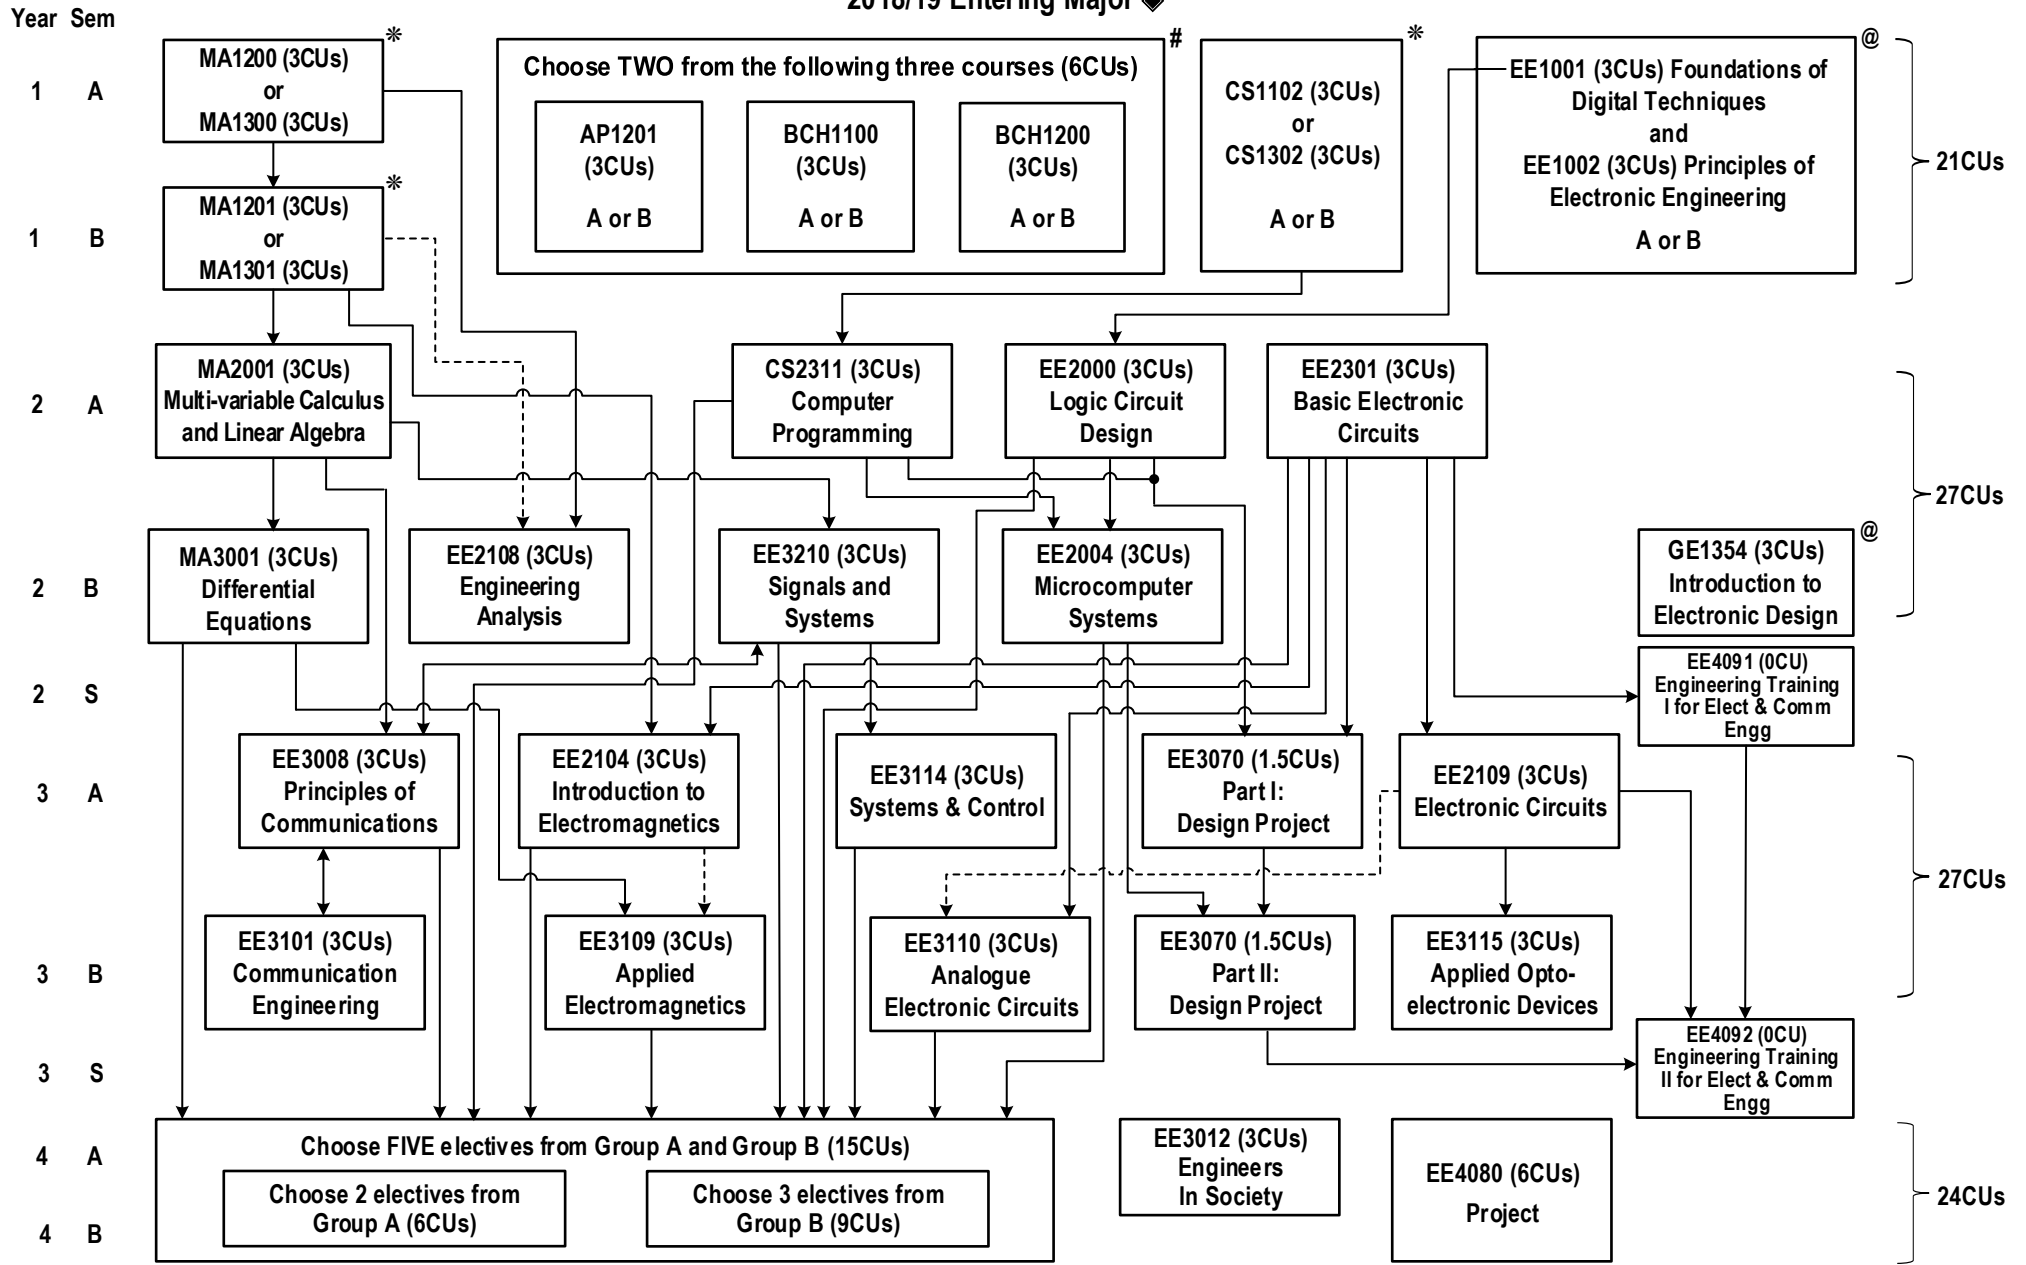 2018/19 Entering Major ◈
Year Sem
1 A
MA1200 (3CUs)
or
MA1300 (3CUs)
❊
1 B
MA1201 (3CUs)
or
MA1301 (3CUs)
❊
#
Choose TWO from the following three courses (6CUs)
AP1201
(3CUs)
A or B
BCH1100
(3CUs)
A or B
BCH1200
(3CUs)
A or B
❊
CS1102 (3CUs)
or
CS1302 (3CUs)
A or B
@
EE1001 (3CUs) Foundations of
Digital Techniques
and
EE1002 (3CUs) Principles of
Electronic Engineering
A or B
21CUs
2 A
MA2001 (3CUs)
Multi-variable Calculus
and Linear Algebra
CS2311 (3CUs)
Computer
Programming
EE2000 (3CUs)
Logic Circuit
Design
EE2301 (3CUs)
Basic Electronic
Circuits
27CUs
2 B
MA3001 (3CUs)
Differential
Equations
EE2108 (3CUs)
Engineering
Analysis
EE3210 (3CUs)
Signals and
Systems
EE2004 (3CUs)
Microcomputer
Systems
@
GE1354 (3CUs)
Introduction to
Electronic Design
2 S
EE4091 (0CU)
Engineering Training
I for Elect & Comm
Engg
3 A
EE3008 (3CUs)
Principles of
Communications
EE2104 (3CUs)
Introduction to
Electromagnetics
EE3114 (3CUs)
Systems & Control
EE3070 (1.5CUs)
Part I:
Design Project
EE2109 (3CUs)
Electronic Circuits
27CUs
3 B
EE3101 (3CUs)
Communication
Engineering
EE3109 (3CUs)
Applied
Electromagnetics
EE3110 (3CUs)
Analogue
Electronic Circuits
EE3070 (1.5CUs)
Part II:
Design Project
EE3115 (3CUs)
Applied Opto-
electronic Devices
3 S
EE4092 (0CU)
Engineering Training
II for Elect & Comm
Engg
4 A
Choose FIVE electives from Group A and Group B (15CUs)
4 B
Choose 2 electives from
Group A (6CUs)
Choose 3 electives from
Group B (9CUs)
EE3012 (3CUs)
Engineers
In Society
EE4080 (6CUs)
Project
24CUs